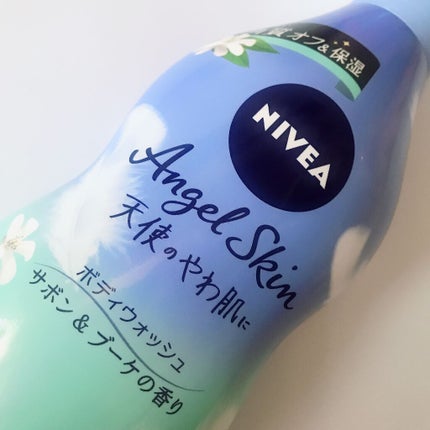 オフ&保湿
NIVEA
Angel Skin
天使のやわ肌に
ボディウォッシュ
サボン&ブーケの香り